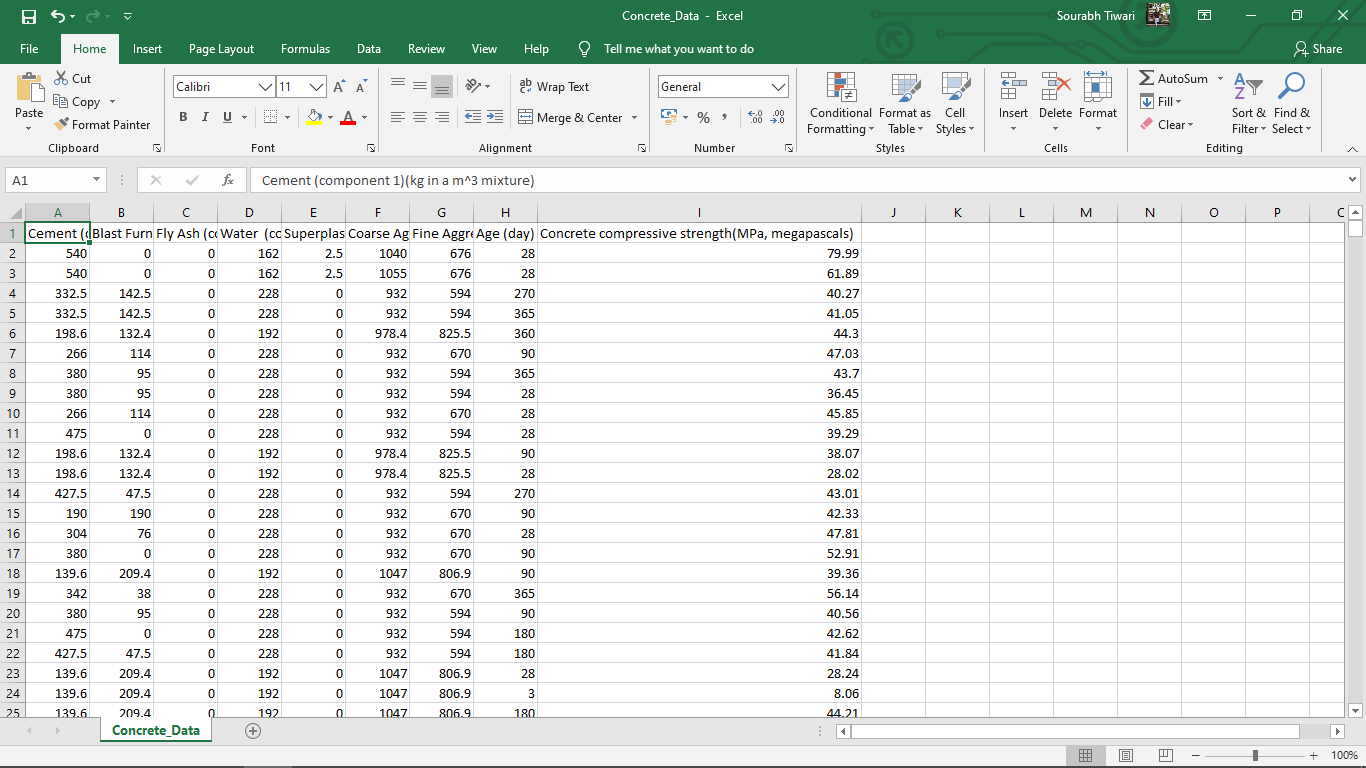 Concrete_Data - Excel
Sourabh Tiwari
File Home Insert Page Layout Formulas Data Review View Help Tell me what you want to do Share
Paste Cut Copy Format Painter
Calibri 11
B I U
Wrap Text
Merge & Center
General
% ,
Conditional Formatting Format as Table Cell Styles
Insert Delete Format
AutoSum Fill Clear
Sort & Filter Find & Select
Clipboard Font Alignment Number Styles Cells Editing
A1 fx Cement (component 1)(kg in a m^3 mixture)
A B C D E F G H I J K L M N O P
1 Cement (c Blast Furn Fly Ash (cc Water (cc Superplas Coarse Ag Fine Aggre Age (day) Concrete compressive strength(MPa, megapascals)
2 540 0 0 162 2.5 1040 676 28 79.99
3 540 0 0 162 2.5 1055 676 28 61.89
4 332.5 142.5 0 228 0 932 594 270 40.27
5 332.5 142.5 0 228 0 932 594 365 41.05
6 198.6 132.4 0 192 0 978.4 825.5 360 44.3
7 266 114 0 228 0 932 670 90 47.03
8 380 95 0 228 0 932 594 365 43.7
9 380 95 0 228 0 932 594 28 36.45
10 266 114 0 228 0 932 670 28 45.85
11 475 0 0 228 0 932 594 28 39.29
12 198.6 132.4 0 192 0 978.4 825.5 90 38.07
13 198.6 132.4 0 192 0 978.4 825.5 28 28.02
14 427.5 47.5 0 228 0 932 594 270 43.01
15 190 190 0 228 0 932 670 90 42.33
16 304 76 0 228 0 932 670 28 47.81
17 380 0 0 228 0 932 670 90 52.91
18 139.6 209.4 0 192 0 1047 806.9 90 39.36
19 342 38 0 228 0 932 670 365 56.14
20 380 95 0 228 0 932 594 90 40.56
21 475 0 0 228 0 932 594 180 42.62
22 427.5 47.5 0 228 0 932 594 180 41.84
23 139.6 209.4 0 192 0 1047 806.9 28 28.24
24 139.6 209.4 0 192 0 1047 806.9 3 8.06
25 139.6 209.4 0 192 0 1047 806.9 180 44.21
Concrete_Data
100%